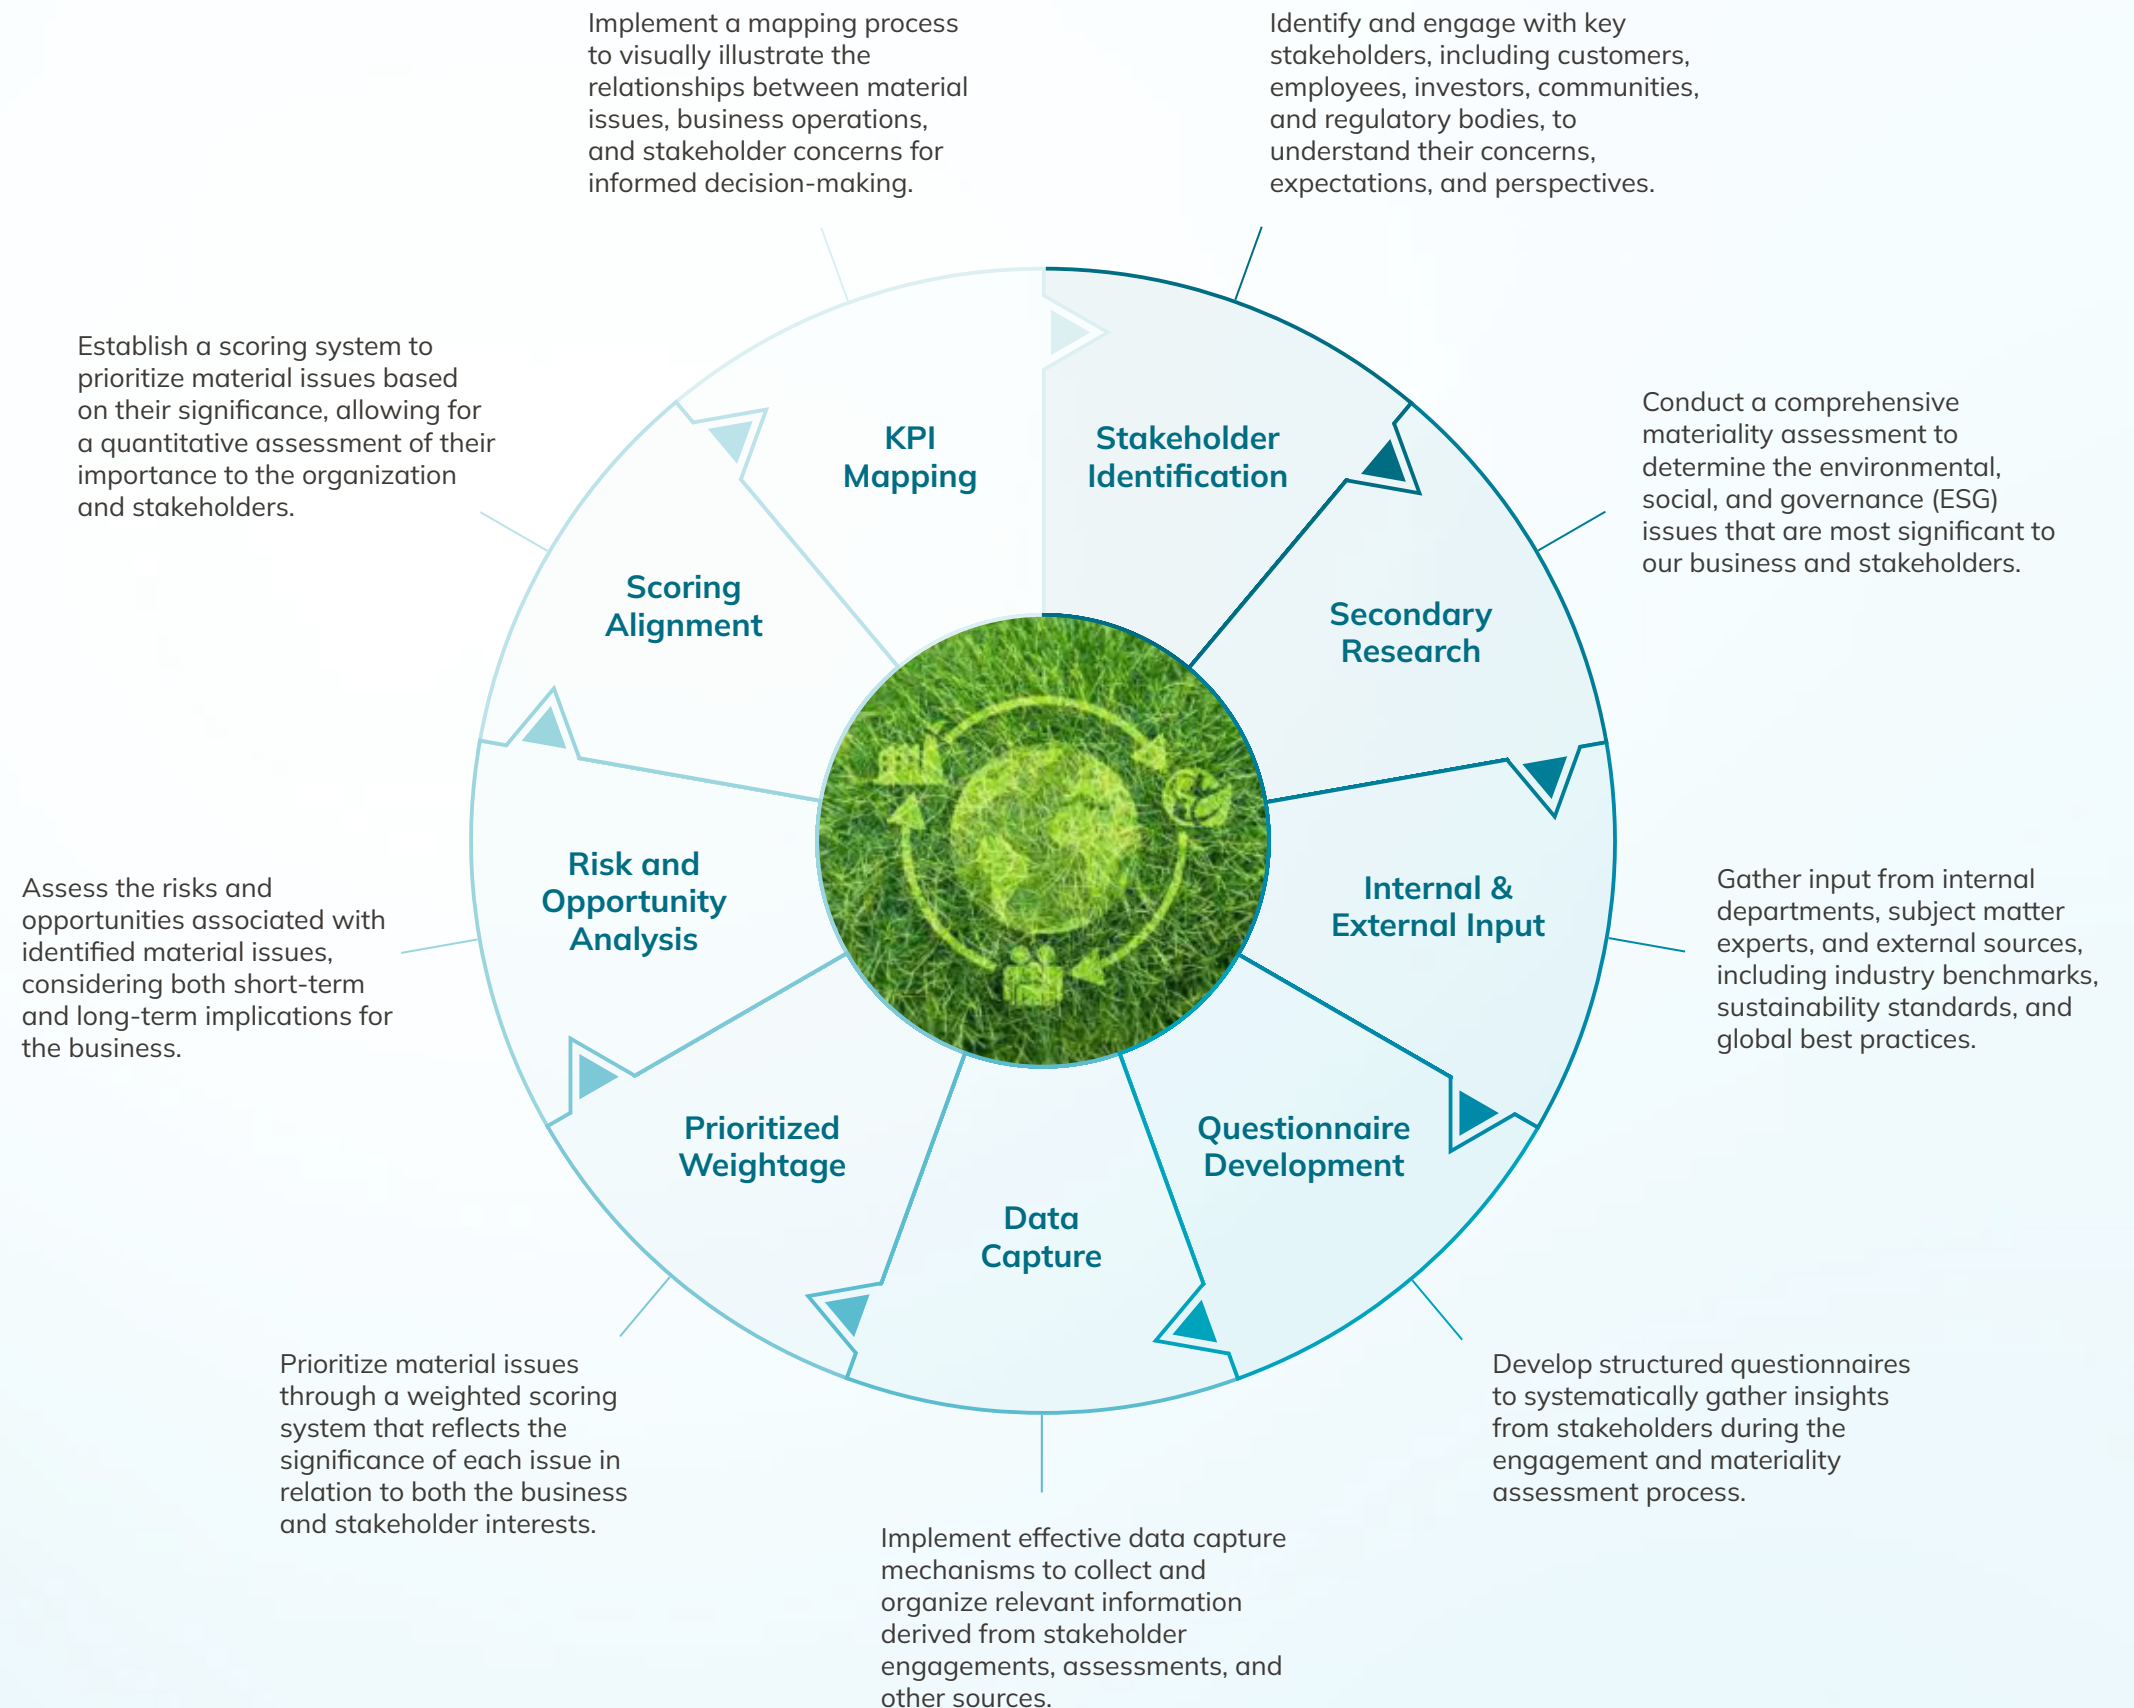 Implement a mapping process
to visually illustrate the
relationships between material
issues, business operations,
and stakeholder concerns for
informed decision-making.
Identify and engage with key
stakeholders, including customers,
employees, investors, communities,
and regulatory bodies, to
understand their concerns,
expectations, and perspectives.
Establish a scoring system to
prioritize material issues based
on their significance, allowing for
a quantitative assessment of their
importance to the organization
and stakeholders.
KPI
Mapping
Stakeholder
Identification
Conduct a comprehensive
materiality assessment to
determine the environmental,
social, and governance (ESG)
issues that are most significant to
our business and stakeholders.
Scoring
Alignment
Secondary
Research
Assess the risks and
opportunities associated with
identified material issues,
considering both short-term
and long-term implications for
the business.
Risk and
Opportunity
Analysis
Internal &
External Input
Gather input from internal
departments, subject matter
experts, and external sources,
including industry benchmarks,
sustainability standards, and
global best practices.
Prioritized
Weightage
Questionnaire
Development
Data
Capture
Prioritize material issues
through a weighted scoring
system that reflects the
significance of each issue in
relation to both the business
and stakeholder interests.
Develop structured questionnaires
to systematically gather insights
from stakeholders during the
engagement and materiality
assessment process.
Implement effective data capture
mechanisms to collect and
organize relevant information
derived from stakeholder
engagements, assessments, and
other sources.